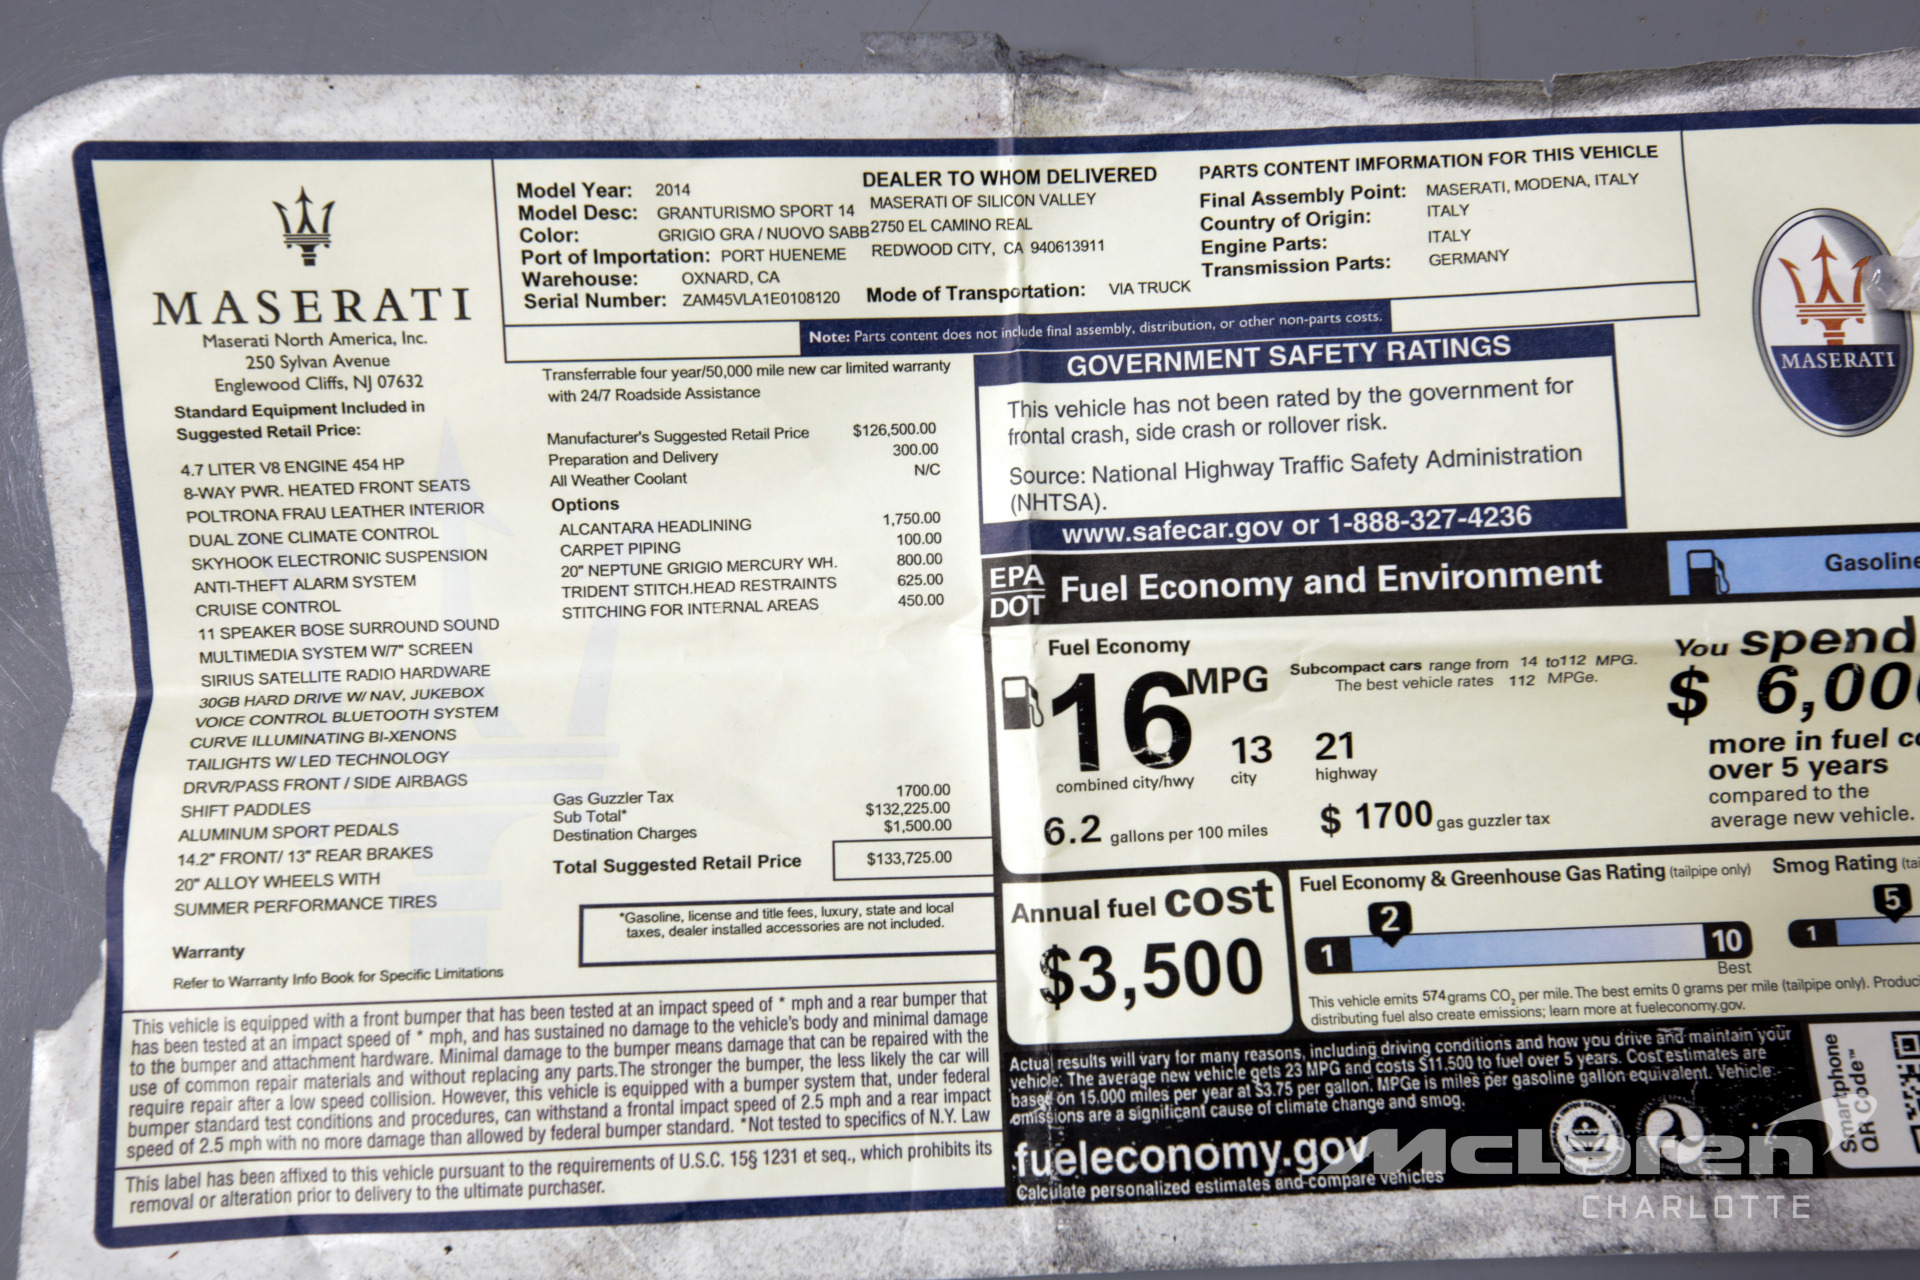 MASERATI
Maserati North America, Inc.
250 Sylvan Avenue
Englewood Cliffs, NJ 07632
Standard Equipment Included in
Suggested Retail Price:
4.7 LITER V8 ENGINE 454 HP
8-WAY PWR. HEATED FRONT SEATS
POLTRONA FRAU LEATHER INTERIOR
DUAL ZONE CLIMATE CONTROL
SKYHOOK ELECTRONIC SUSPENSION
ANTI-THEFT ALARM SYSTEM
CRUISE CONTROL
11 SPEAKER BOSE SURROUND SOUND
MULTIMEDIA SYSTEM W/7" SCREEN
SIRIUS SATELLITE RADIO HARDWARE
30GB HARD DRIVE W/ NAV, JUKEBOX
VOICE CONTROL BLUETOOTH SYSTEM
CURVE ILLUMINATING BI-XENONS
TAILIGHTS W/ LED TECHNOLOGY
DRVR/PASS FRONT / SIDE AIRBAGS
SHIFT PADDLES
ALUMINUM SPORT PEDALS
14.2" FRONT/ 13" REAR BRAKES
20" ALLOY WHEELS WITH
SUMMER PERFORMANCE TIRES
Warranty
Refer to Warranty Info Book for Specific Limitations
Model Year: 2014
Model Desc: GRANTURISMO SPORT 14
Color: GRIGIO GRA / NUOVO SABB
Port of Importation: PORT HUENEME
Warehouse: OXNARD, CA
Serial Number: ZAM45VLA1E0108120
DEALER TO WHOM DELIVERED
MASERATI OF SILICON VALLEY
2750 EL CAMINO REAL
REDWOOD CITY, CA 940613911
Mode of Transportation: VIA TRUCK
PARTS CONTENT IMFORMATION FOR THIS VEHICLE
Final Assembly Point: MASERATI, MODENA, ITALY
Country of Origin: ITALY
Engine Parts: ITALY
Transmission Parts: GERMANY
Note: Parts content does not include final assembly, distribution, or other non-parts costs.
Transferrable four year/50,000 mile new car limited warranty
with 24/7 Roadside Assistance
Manufacturer's Suggested Retail Price $126,500.00
Preparation and Delivery 300.00
All Weather Coolant N/C
Options
ALCANTARA HEADLINING 1,750.00
CARPET PIPING 100.00
20" NEPTUNE GRIGIO MERCURY WH. 800.00
TRIDENT STITCH.HEAD RESTRAINTS 625.00
STITCHING FOR INTERNAL AREAS 450.00
Gas Guzzler Tax 1700.00
Sub Total* $132,225.00
Destination Charges $1,500.00
Total Suggested Retail Price $133,725.00
*Gasoline, license and title fees, luxury, state and local
taxes, dealer installed accessories are not included.
GOVERNMENT SAFETY RATINGS
This vehicle has not been rated by the government for
frontal crash, side crash or rollover risk.
Source: National Highway Traffic Safety Administration
(NHTSA).
www.safecar.gov or 1-888-327-4236
MASERATI
EPA
DOT
Fuel Economy and Environment
Gasoline
Fuel Economy
16 MPG
combined city/hwy
13
city
21
highway
Subcompact cars range from 14 to112 MPG.
The best vehicle rates 112 MPGe.
6.2 gallons per 100 miles
$ 1700 gas guzzler tax
You spend
$ 6,00
more in fuel co
over 5 years
compared to the
average new vehicle.
Annual fuel cost
$3,500
Fuel Economy & Greenhouse Gas Rating (tailpipe only)
2
1
10
Best
Smog Rating (tai
5
1
This vehicle emits 574 grams CO2 per mile. The best emits 0 grams per mile (tailpipe only). Produc
distributing fuel also create emissions; learn more at fueleconomy.gov.
Actual results will vary for many reasons, including driving conditions and how you drive and maintain your
vehicle. The average new vehicle gets 23 MPG and costs $11,500 to fuel over 5 years. Cost estimates are
based on 15,000 miles per year at $3.75 per gallon. MPGe is miles per gasoline gallon equivalent. Vehicle
emissions are a significant cause of climate change and smog.
fueleconomy.gov
Calculate personalized estimates and compare vehicles
Smartphone
QR Code™
This vehicle is equipped with a front bumper that has been tested at an impact speed of * mph and a rear bumper that
has been tested at an impact speed of * mph, and has sustained no damage to the vehicle's body and minimal damage
to the bumper and attachment hardware. Minimal damage to the bumper means damage that can be repaired with the
use of common repair materials and without replacing any parts.The stronger the bumper, the less likely the car will
require repair after a low speed collision. However, this vehicle is equipped with a bumper system that, under federal
bumper standard test conditions and procedures, can withstand a frontal impact speed of 2.5 mph and a rear impact
speed of 2.5 mph with no more damage than allowed by federal bumper standard. *Not tested to specifics of N.Y. Law
This label has been affixed to this vehicle pursuant to the requirements of U.S.C. 15§ 1231 et seq., which prohibits its
removal or alteration prior to delivery to the ultimate purchaser.
McLaren
CHARLOTTE